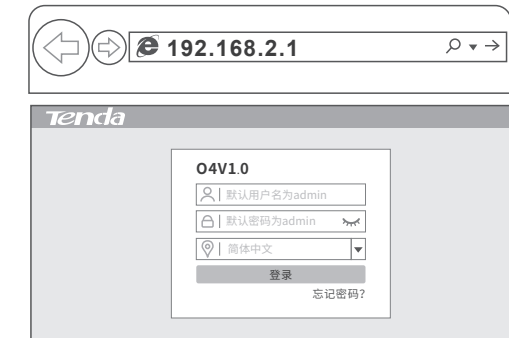 192.168.2.1
Tenda
O4V1.0
默认用户名为admin
默认密码为admin
简体中文
登录
忘记密码?